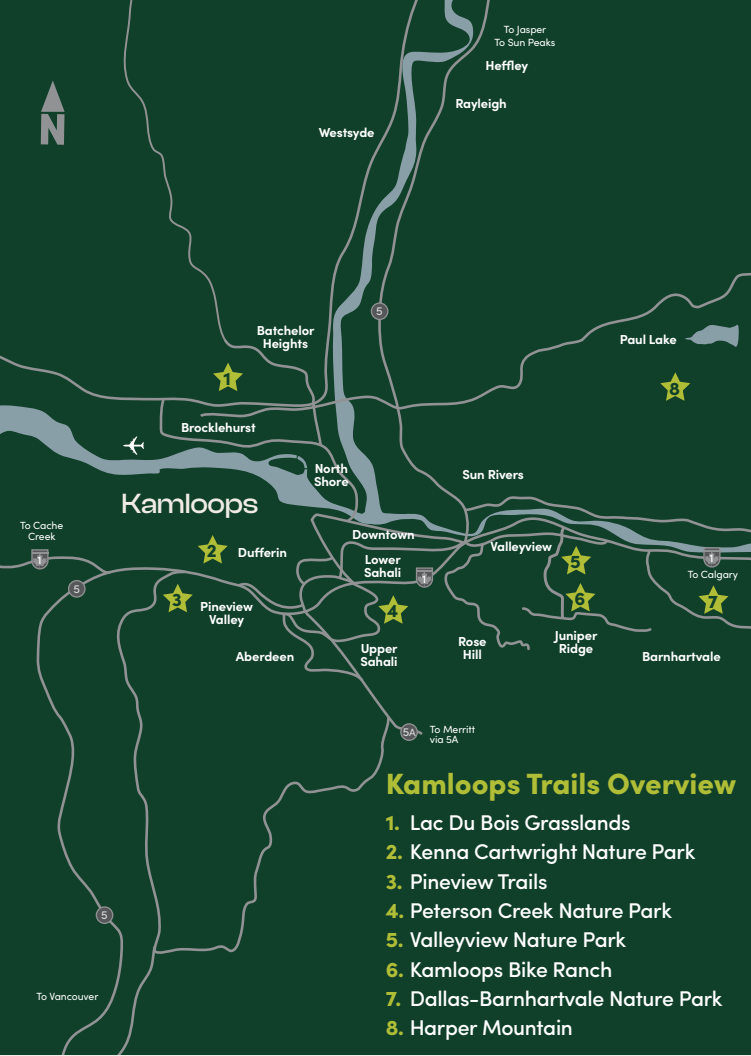 To Jasper
To Sun Peaks
Heffley
Rayleigh
N
Westsyde
5
Batchelor
Heights
Paul Lake
1
8
Brocklehurst
North
Shore
Sun Rivers
Kamloops
To Cache
Creek
1
2
Dufferin
Downtown
Lower
Sahali
1
Valleyview
5
1
To Calgary
5
3
Pineview
Valley
4
6
7
Aberdeen
Upper
Sahali
Rose
Hill
Juniper
Ridge
Barnhartvale
5A
To Merritt
via 5A
5
To Vancouver
Kamloops Trails Overview
1. Lac Du Bois Grasslands
2. Kenna Cartwright Nature Park
3. Pineview Trails
4. Peterson Creek Nature Park
5. Valleyview Nature Park
6. Kamloops Bike Ranch
7. Dallas-Barnhartvale Nature Park
8. Harper Mountain